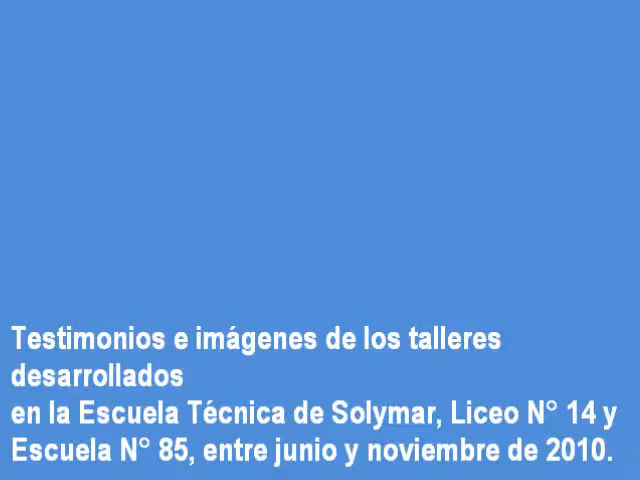 Testimonios e imágenes de los talleres
desarrollados
en la Escuela Técnica de Solymar, Liceo N° 14 y
Escuela N° 85, entre junio y noviembre de 2010.